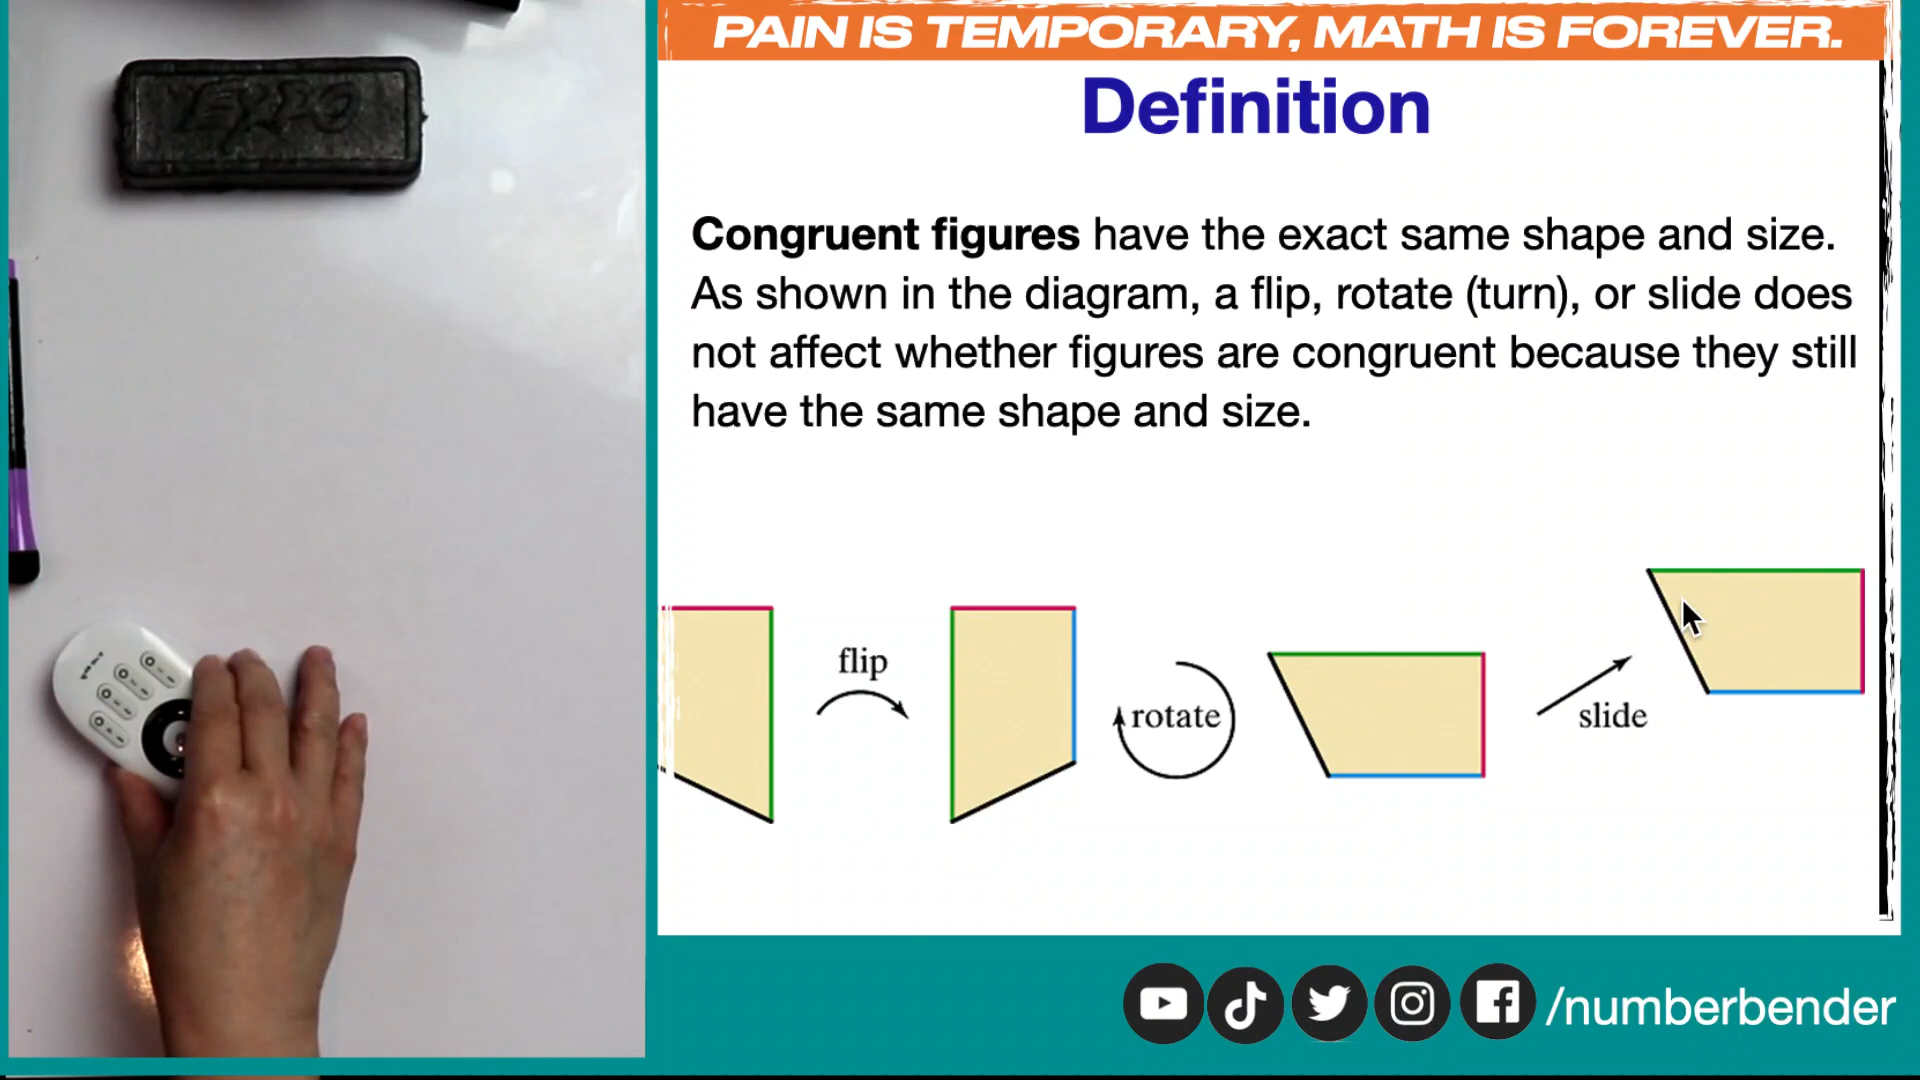 PAIN IS TEMPORARY, MATH IS FOREVER.
EXPO
Definition
Congruent figures have the exact same shape and size.
As shown in the diagram, a flip, rotate (turn), or slide does
not affect whether figures are congruent because they still
have the same shape and size.
flip
rotate
slide
/numberbender